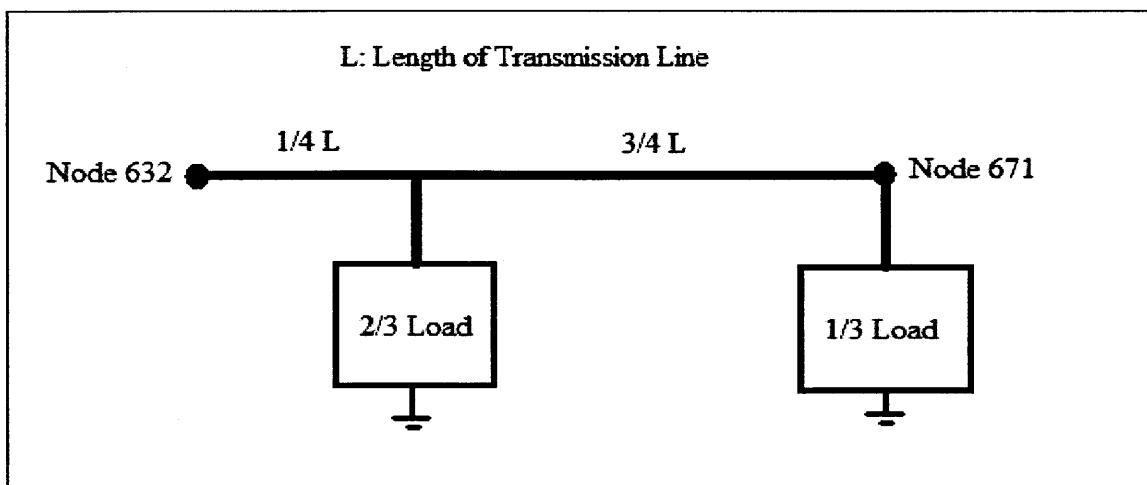 L: Length of Transmission Line
1/4 L
3/4 L
Node 632
Node 671
2/3 Load
1/3 Load